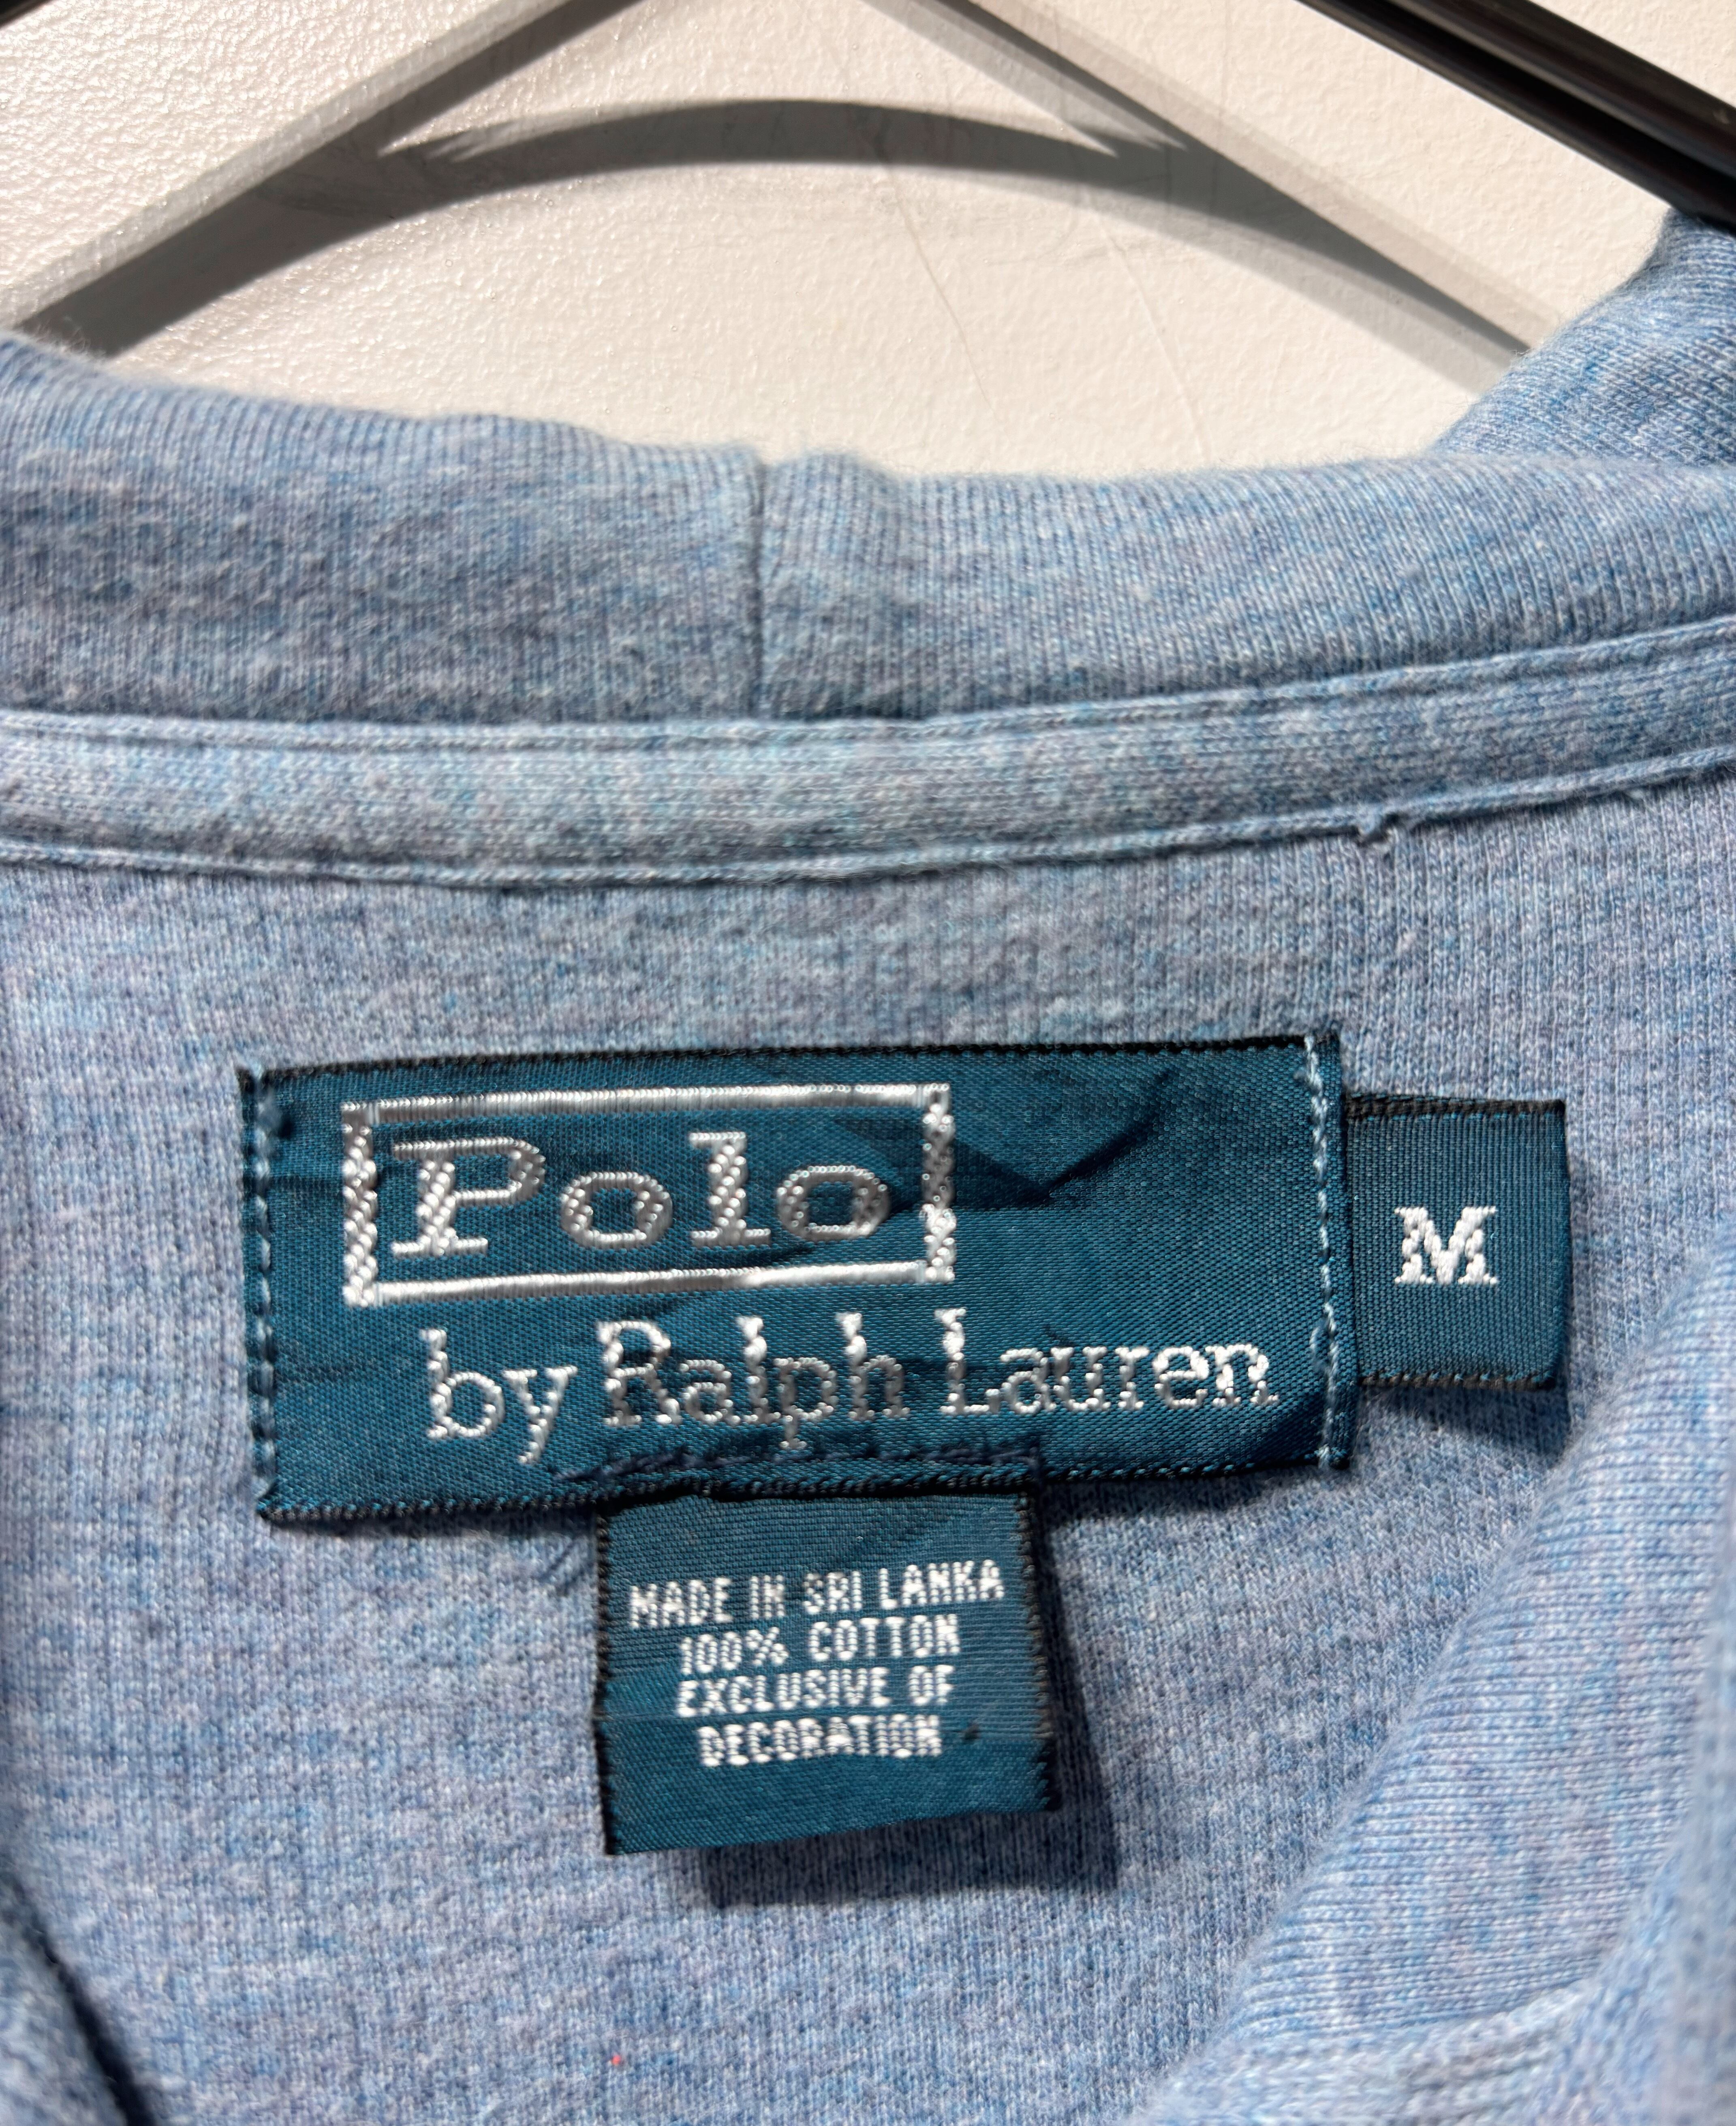 Polo
by Ralph Lauren
M
MADE IN SRI LANKA
100% COTTON
EXCLUSIVE OF
DECORATION